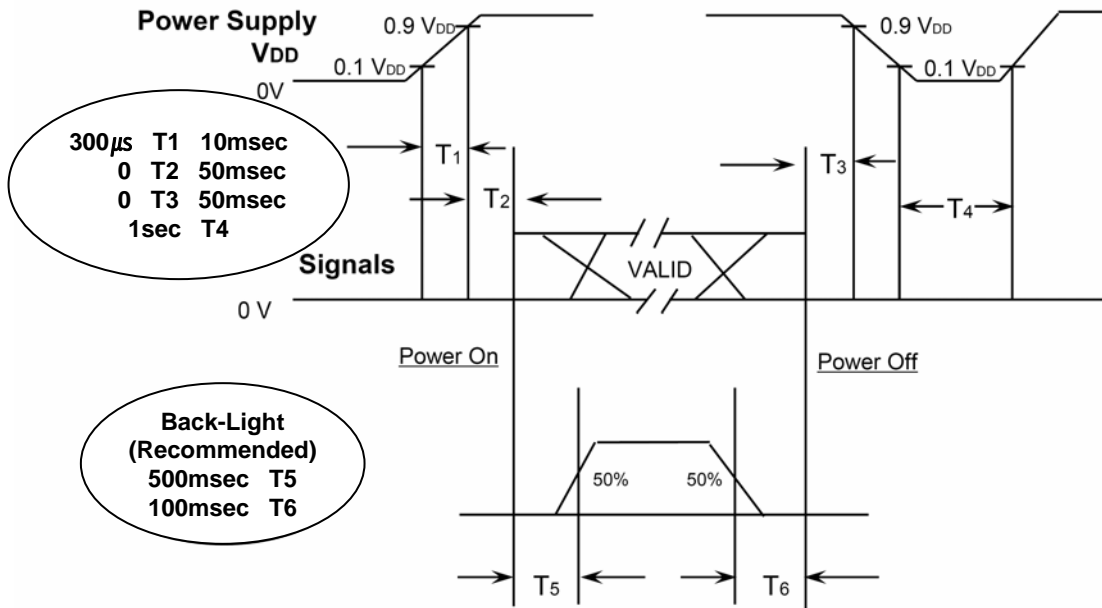 Power Supply
VDD
0.9 VDD
0.9 VDD
0.1 VDD
0.1 VDD
0V
300㎲ T1 10msec
0 T2 50msec
0 T3 50msec
1sec T4
T1
T2
T3
T4
Signals
VALID
0 V
Power On
Power Off
Back-Light
(Recommended)
500msec T5
100msec T6
50%
50%
T5
T6